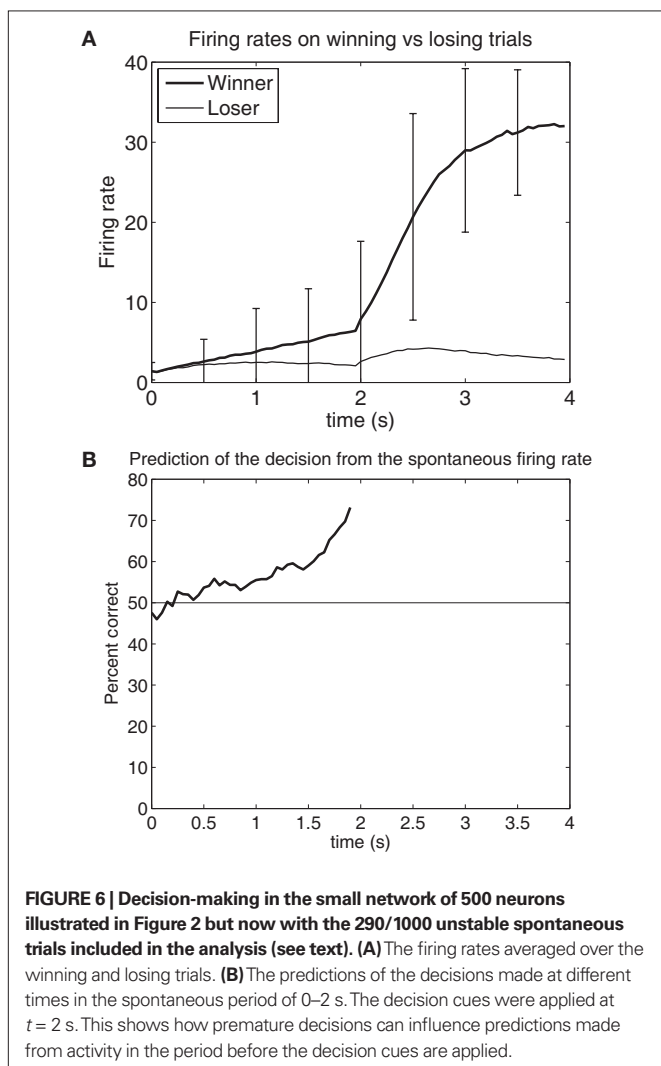 A Firing rates on winning vs losing trials
40
30
20
10
0
Firing rate
Winner
Loser
0 1 2 3 4
time (s)
B Prediction of the decision from the spontaneous firing rate
80
70
60
50
40
30
20
10
0
Percent correct
0 0.5 1 1.5 2 2.5 3 3.5 4
time (s)
FIGURE 6 | Decision-making in the small network of 500 neurons
illustrated in Figure 2 but now with the 290/1000 unstable spontaneous
trials included in the analysis (see text). (A) The firing rates averaged over the
winning and losing trials. (B) The predictions of the decisions made at different
times in the spontaneous period of 0–2 s. The decision cues were applied at
t = 2 s. This shows how premature decisions can influence predictions made
from activity in the period before the decision cues are applied.